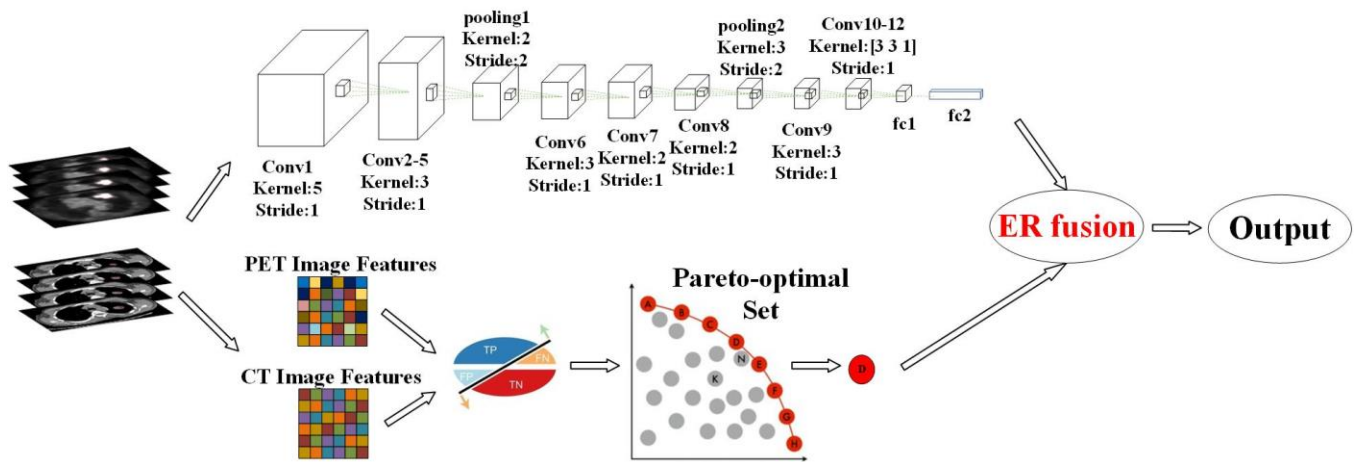 pooling1
Kernel:2
Stride:2
pooling2
Kernel:3
Stride:2
Conv10-12
Kernel:[3 3 1]
Stride:1
Conv1
Kernel:5
Stride:1
Conv2-5
Kernel:3
Stride:1
Conv6
Kernel:3
Stride:1
Conv7
Kernel:2
Stride:1
Conv8
Kernel:2
Stride:1
Conv9
Kernel:3
Stride:1
fc1
fc2
ER fusion
Output
PET Image Features
CT Image Features
TP
FN
FP
TN
Pareto-optimal
Set
A
B
C
D
N
E
K
F
G
H
D